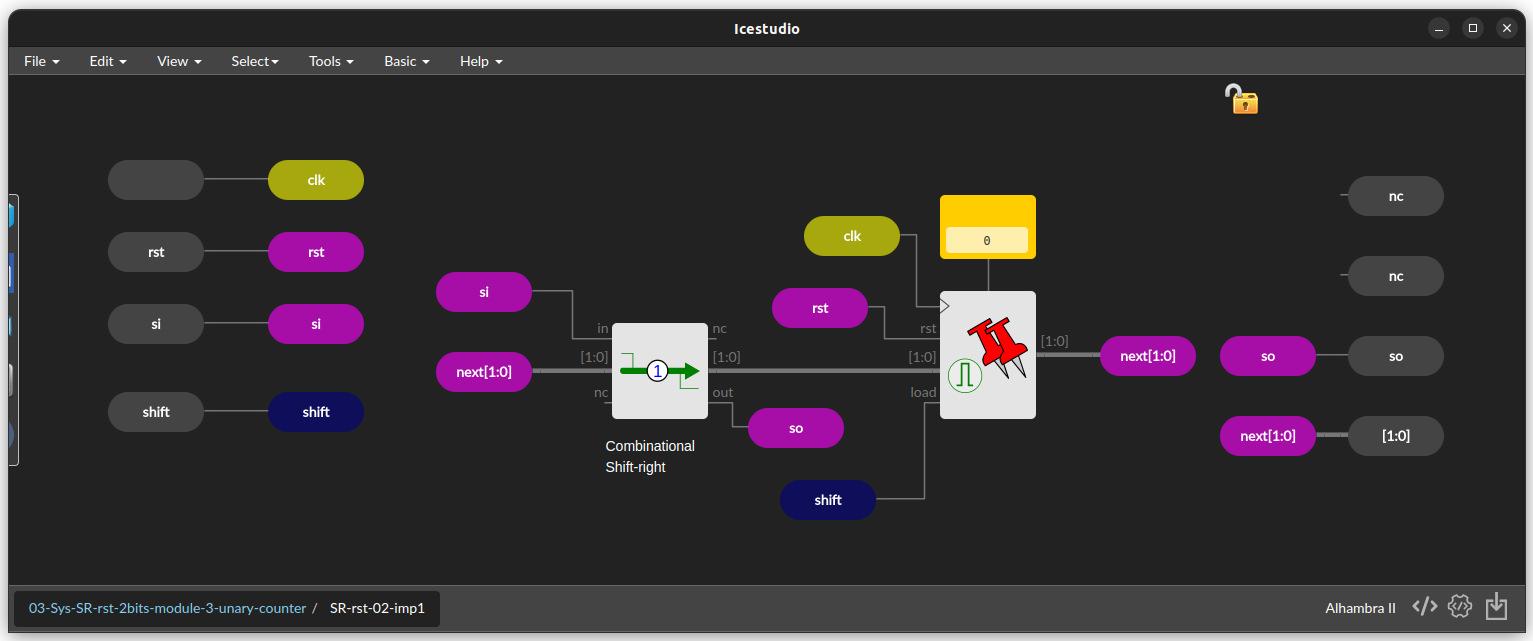 Icestudio
File Edit View Select Tools Basic Help
clk
rst rst
si si
shift shift
si
next[1:0]
in
[1:0]
nc
1
nc
[1:0]
out
Combinational
Shift-right
so
clk
rst
shift
0
rst
[1:0]
load
[1:0]
next[1:0]
nc
nc
so so
next[1:0] [1:0]
03-Sys-SR-rst-2bits-module-3-unary-counter / SR-rst-02-imp1
Alhambra II </> </>